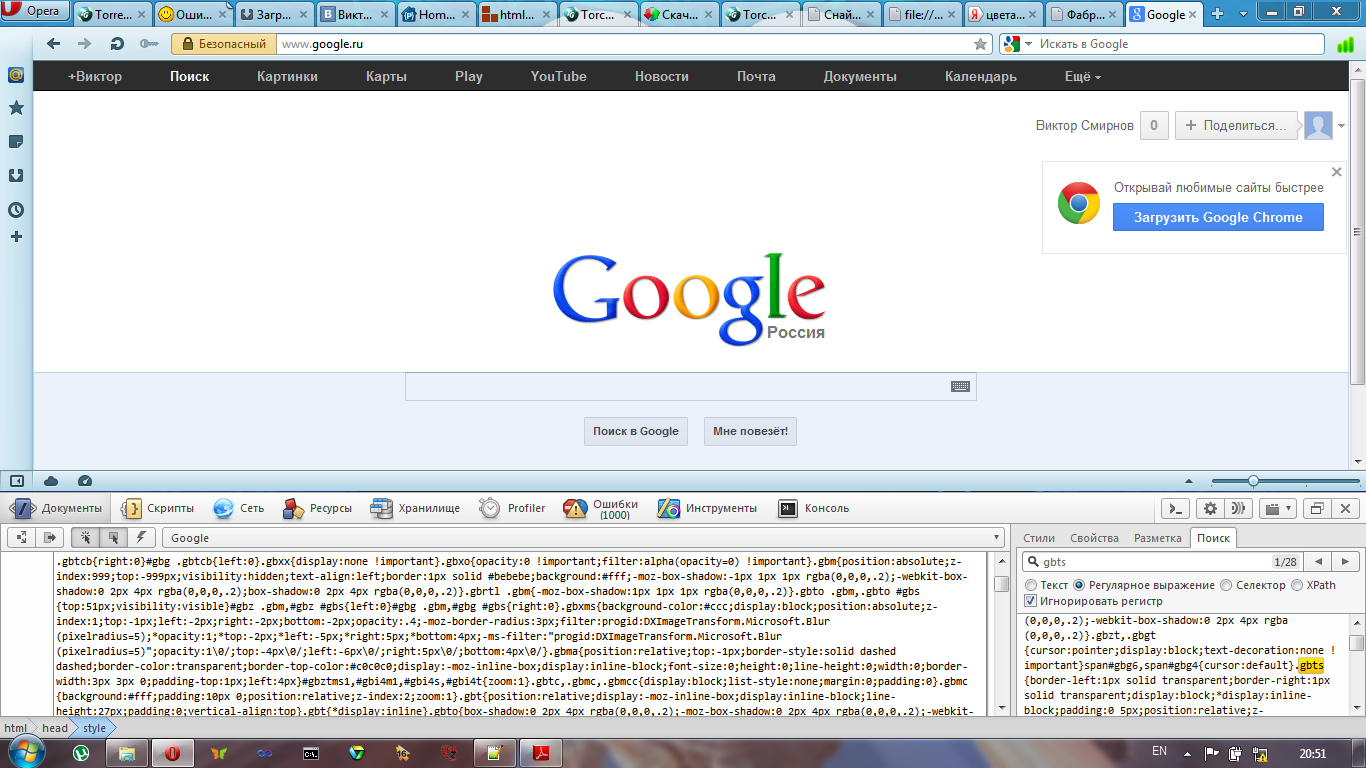 Opera Torre... Оши... Загр... Викт... Hom... html... Torc... Скач... Torc... Снай... file://... цвета... Фабр... Google
Безопасный www.google.ru Искать в Google
+Виктор Поиск Картинки Карты Play YouTube Новости Почта Документы Календарь Ещё
Виктор Смирнов 0 + Поделиться...
Открывай любимые сайты быстрее
Загрузить Google Chrome
Google
Россия
Поиск в Google Мне повезёт!
Документы Скрипты Сеть Ресурсы Хранилище Profiler Ошибки (1000) Инструменты Консоль
Google
Стили Свойства Разметка Поиск
gbts 1/28
Текст Регулярное выражение Селектор XPath
Игнорировать регистр
.gbtcb{right:0}#gbg .gbtcb{left:0}.gbxx{display:none !important}.gbxo{opacity:0 !important;filter:alpha(opacity=0) !important}.gbm{position:absolute;z-
index:999;top:-999px;visibility:hidden;text-align:left;border:1px solid #bebebe;background:#fff;-moz-box-shadow:-1px 1px 1px rgba(0,0,0,.2);-webkit-box-
shadow:0 2px 4px rgba(0,0,0,.2);box-shadow:0 2px 4px rgba(0,0,0,.2)}.gbrtl .gbm{-moz-box-shadow:1px 1px 1px rgba(0,0,0,.2)}.gbto .gbm,.gbto #gbs
{top:51px;visibility:visible}#gbz .gbm,#gbz #gbs{left:0}#gbg .gbm,#gbg #gbs{right:0}.gbxms{background-color:#ccc;display:block;position:absolute;z-
index:1;top:-1px;left:-2px;right:-2px;bottom:-2px;opacity:.4;-moz-border-radius:3px;filter:progid:DXImageTransform.Microsoft.Blur
(pixelradius=5);*opacity:1;*top:-2px;*left:-5px;*right:5px;*bottom:4px;-ms-filter:"progid:DXImageTransform.Microsoft.Blur
(pixelradius=5)";opacity:1\0/;top:-4px\0/;left:-6px\0/;right:5px\0/;bottom:4px\0/}.gbma{position:relative;top:-1px;border-style:solid dashed
dashed;border-color:transparent;border-top-color:#c0c0c0;display:-moz-inline-box;display:inline-block;font-size:0;height:0;line-height:0;width:0;border-
width:3px 3px 0;padding-top:1px;left:4px}#gbztms1,#gbi4m1,#gbi4s,#gbi4t{zoom:1}.gbtc,.gbmc,.gbmcc{display:block;list-style:none;margin:0;padding:0}.gbmc
{background:#fff;padding:10px 0;position:relative;z-index:2;zoom:1}.gbt{position:relative;display:-moz-inline-box;display:inline-block;line-
height:27px;padding:0;vertical-align:top}.gbt{*display:inline}.gbto{box-shadow:0 2px 4px rgba(0,0,0,.2);-moz-box-shadow:0 2px 4px rgba(0,0,0,.2);-webkit-
(0,0,0,.2);-webkit-box-shadow:0 2px 4px rgba
(0,0,0,.2)}.gbzt,.gbgt
{cursor:pointer;display:block;text-decoration:none !
important}span#gbg6,span#gbg4{cursor:default}.gbts
{border-left:1px solid transparent;border-right:1px
solid transparent;display:block;*display:inline-
block;padding:0 5px;position:relative;z-
html head style
EN 20:51